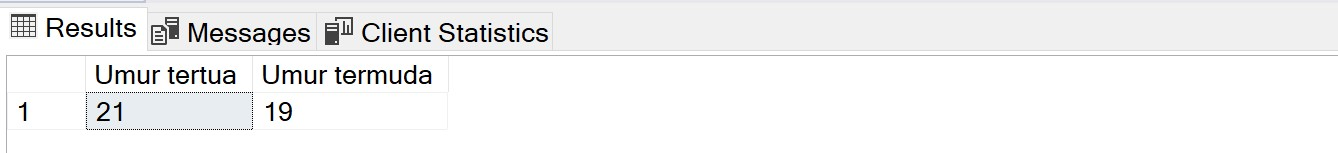 Results Messages Client Statistics
Umur tertua Umur termuda
1 21 19